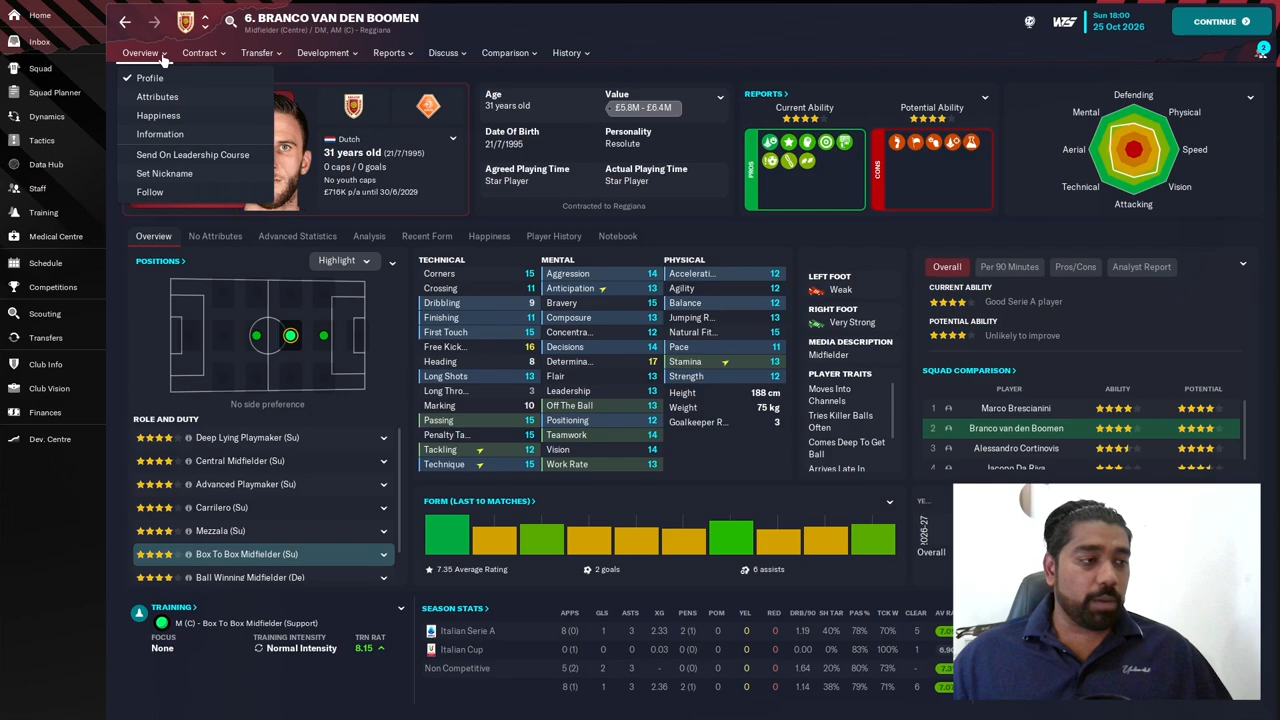 Home
Inbox
Squad
Squad Planner
Dynamics
Tactics
Data Hub
Staff
Training
Medical Centre
Schedule
Competitions
Scouting
Transfers
Club Info
Club Vision
Finances
Dev. Centre
6. BRANCO VAN DEN BOOMEN
Midfielder (Centre) / DM, AM (C) - Reggiana
Sun 18:00
25 Oct 2026
CONTINUE
2
Overview
Contract
Transfer
Development
Reports
Discuss
Comparison
History
Profile
Attributes
Happiness
Information
Send On Leadership Course
Set Nickname
Follow
Dutch
31 years old (21/7/1995)
0 caps / 0 goals
No youth caps
£716K p/a until 30/6/2029
Age
31 years old
Value
£5.8M - £6.4M
Date Of Birth
21/7/1995
Personality
Resolute
Agreed Playing Time
Star Player
Actual Playing Time
Star Player
Contracted to Reggiana
REPORTS
Current Ability
Potential Ability
PROS
CONS
Defending
Physical
Speed
Vision
Attacking
Technical
Aerial
Mental
Overview
No Attributes
Advanced Statistics
Analysis
Recent Form
Happiness
Player History
Notebook
POSITIONS
Highlight
No side preference
ROLE AND DUTY
Deep Lying Playmaker (Su)
Central Midfielder (Su)
Advanced Playmaker (Su)
Carrilero (Su)
Mezzala (Su)
Box To Box Midfielder (Su)
Ball Winning Midfielder (De)
TECHNICAL
Corners 15
Crossing 11
Dribbling 9
Finishing 11
First Touch 15
Free Kick... 16
Heading 8
Long Shots 13
Long Thro... 3
Marking 10
Passing 15
Penalty Ta... 15
Tackling 12
Technique 15
MENTAL
Aggression 14
Anticipation 13
Bravery 15
Composure 13
Concentra... 12
Decisions 14
Determina... 17
Flair 13
Leadership 13
Off The Ball 13
Positioning 12
Teamwork 14
Vision 14
Work Rate 13
PHYSICAL
Accelerati... 12
Agility 12
Balance 12
Jumping R... 13
Natural Fit... 15
Pace 11
Stamina 13
Strength 12
Height 188 cm
Weight 75 kg
Goalkeeper R... 3
LEFT FOOT
Weak
RIGHT FOOT
Very Strong
MEDIA DESCRIPTION
Midfielder
PLAYER TRAITS
Moves Into
Channels
Tries Killer Balls
Often
Comes Deep To Get
Ball
Arrives Late In
Overall
Per 90 Minutes
Pros/Cons
Analyst Report
CURRENT ABILITY
Good Serie A player
POTENTIAL ABILITY
Unlikely to improve
SQUAD COMPARISON
PLAYER ABILITY POTENTIAL
1 Marco Brescianini
2 Branco van den Boomen
3 Alessandro Cortinovis
4 Jacopo Da Riva
FORM (LAST 10 MATCHES)
7.35 Average Rating
2 goals
6 assists
YE...
2026-27
Overall
TRAINING
M (C) - Box To Box Midfielder (Support)
FOCUS
None
TRAINING INTENSITY
Normal Intensity
TRN RAT
8.15
SEASON STATS APPS GLS ASTS XG PENS POM YEL RED DRB/90 SH TAR PAS % TCK W CLEAR AV RA
Italian Serie A 8 (0) 1 3 2.33 2 (1) 0 0 0 1.19 40% 78% 70% 5
Italian Cup 0 (1) 0 0 0.03 0 (0) 0 0 0 0.00 0% 83% 100% 1
Non Competitive 5 (2) 2 3 - 0 (0) 0 0 0 1.64 20% 80% 73% -
8 (1) 1 3 2.36 2 (1) 0 0 0 1.14 38% 79% 71% 6